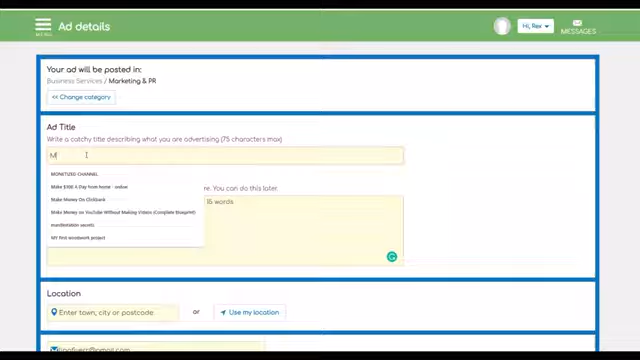 Ad details
Hi, Rex
MENU
MESSAGES
Your ad will be posted in:
Business Services / Marketing & PR
<< Change category
Ad Title
Write a catchy title describing what you are advertising (75 characters max)
M
MONETIZED CHANNEL
Make $300 A Day from home - online
Make Money On Clickbank
Make Money on YouTube Without Making Videos (Complete Blueprint)
manifestation secrets
MY first woodwork project
re. You can do this later.
15 words
Location
Enter town, city or postcode
or
Use my location